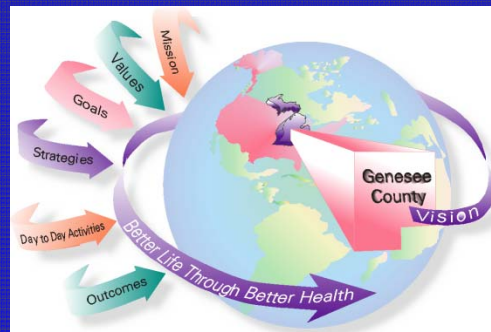 Mission
Values
Goals
Strategies
Day to Day Activities
Outcomes
Genesee
County
Vision
Better Life Through Better Health